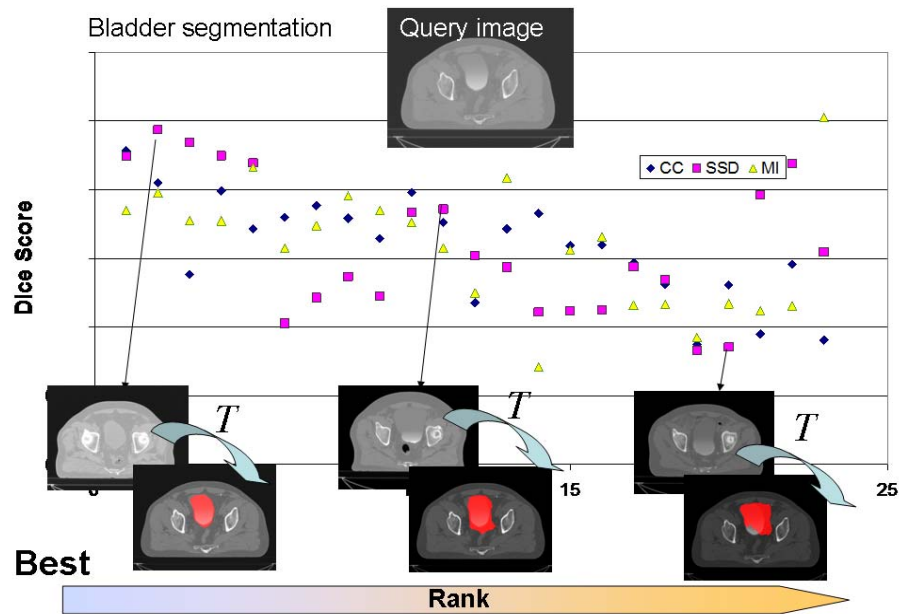 Bladder segmentation
Query image
CC SSD MI
Dice Score
T
T
T
15
25
Best
Rank